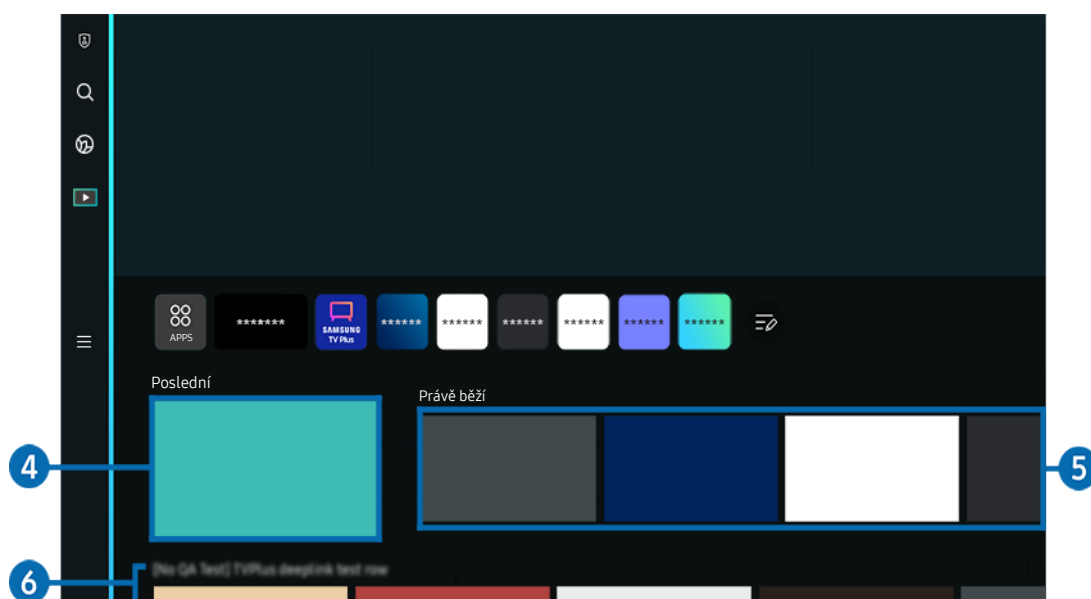 APPS
*******
SAMSUNG
TV Plus
******
******
******
******
******
******
Poslední
Právě běží
4
5
[No QA Test] TVPlus deeplink test row
6